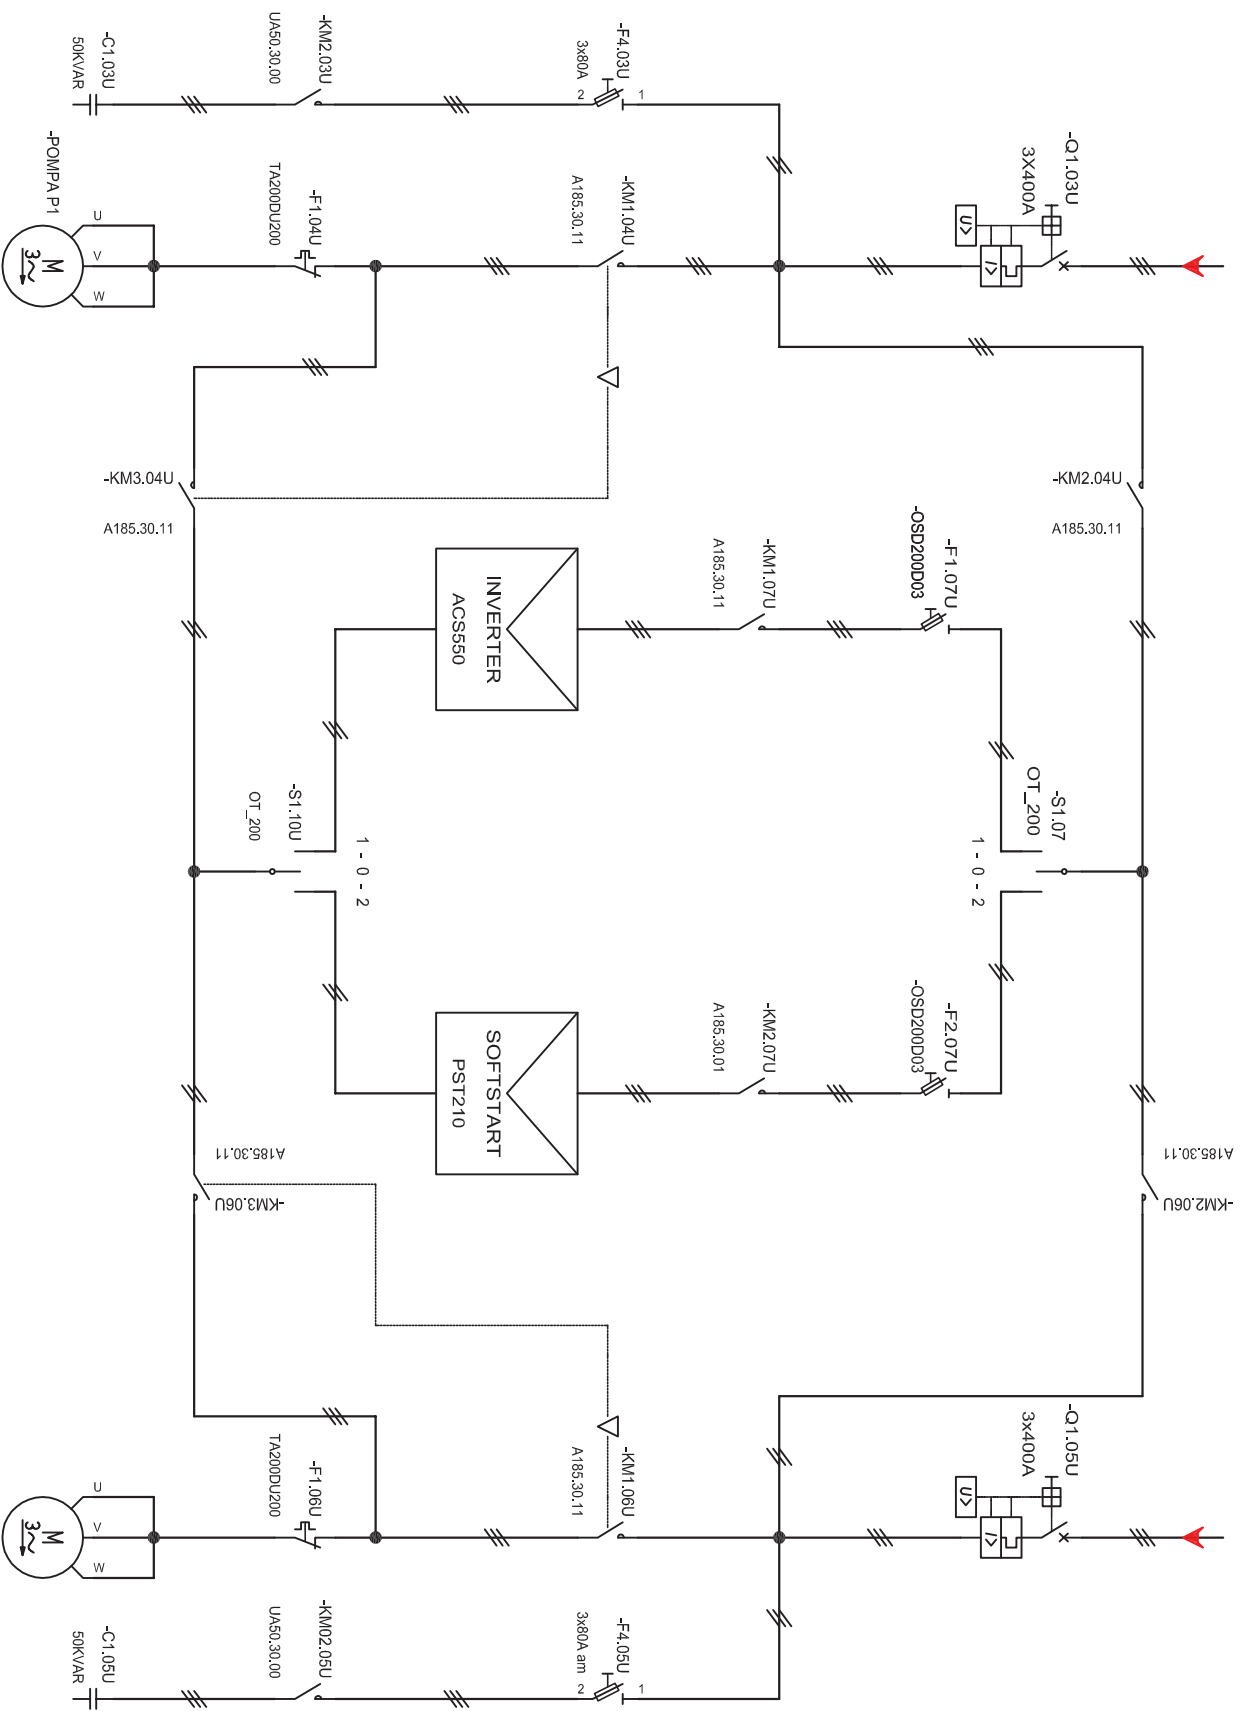 -Q1.03U
3X400A
U>
I>
-F4.03U
3x80A
1
2
-KM2.03U
UA50.30.00
-C1.03U
50KVAR
-KM1.04U
A185.30.11
-F1.04U
TA200DU200
-POMPA P1
U
V
W
M
3~
-KM2.04U
A185.30.11
-KM3.04U
A185.30.11
-F1.07U
-OSD200D03
-KM1.07U
A185.30.11
INVERTER
ACS550
-S1.07
OT_200
1 - 0 - 2
-S1.10U
OT_200
1 - 0 - 2
-F2.07U
-OSD200D03
-KM2.07U
A185.30.01
SOFTSTART
PST210
A185.30.11
-KM2.06U
A185.30.11
-KM3.06U
-Q1.05U
3x400A
U>
I>
-KM1.06U
A185.30.11
-F1.06U
TA200DU200
U
V
W
M
3~
-F4.05U
3x80A am
1
2
-KM02.05U
UA50.30.00
-C1.05U
50KVAR